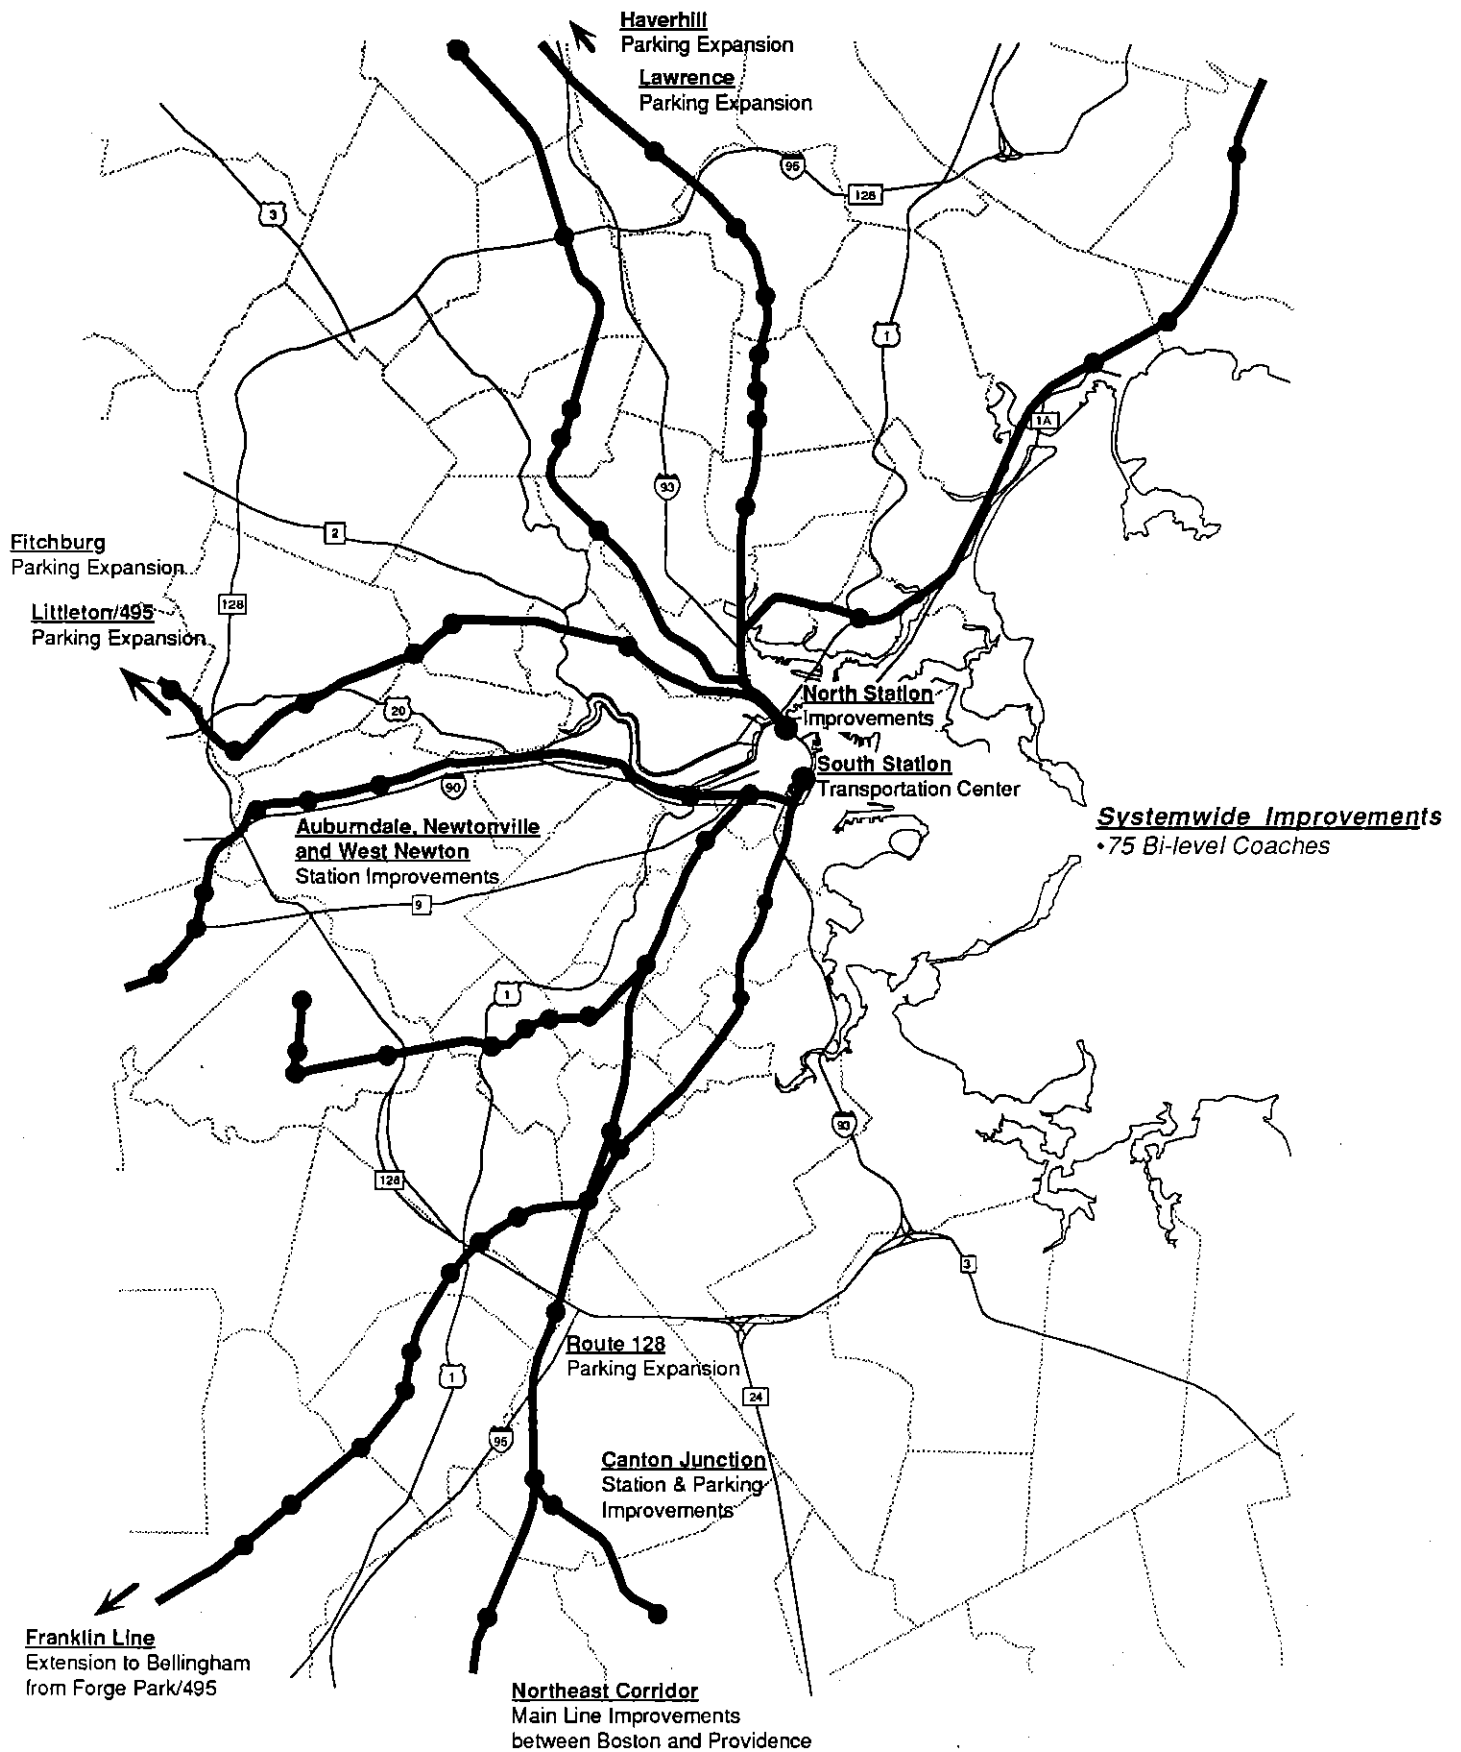 Haverhill
Parking Expansion
Lawrence
Parking Expansion
95
128
3
1
1A
93
2
Fitchburg
Parking Expansion
128
Littleton/495
Parking Expansion
20
North Station
Improvements
South Station
Transportation Center
90
Systemwide Improvements
•75 Bi-level Coaches
Auburndale, Newtonville
and West Newton
Station Improvements
9
1
93
128
3
Route 128
Parking Expansion
1
24
95
Canton Junction
Station & Parking
Improvements
Franklin Line
Extension to Bellingham
from Forge Park/495
Northeast Corridor
Main Line Improvements
between Boston and Providence